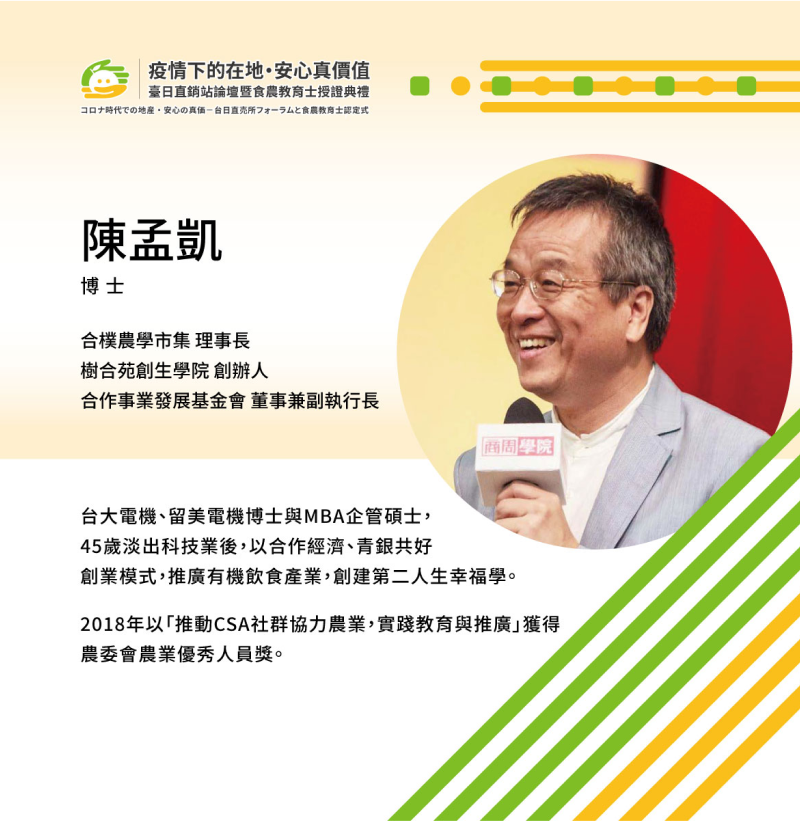 疫情下的在地•安心真價值
臺日直銷站論壇暨食農教育士授證典禮
コロナ時代での地産・安心の真価－台日直売所フォーラムと食農教育士認定式
陳孟凱
博士
合樸農學市集 理事長
樹合苑創生學院 創辦人
合作事業發展基金會 董事兼副執行長
商周學院
台大電機、留美電機博士與MBA企管碩士，
45歲淡出科技業後，以合作經濟、青銀共好
創業模式，推廣有機飲食產業，創建第二人生幸福學。
2018年以「推動CSA社群協力農業，實踐教育與推廣」獲得
農委會農業優秀人員獎。